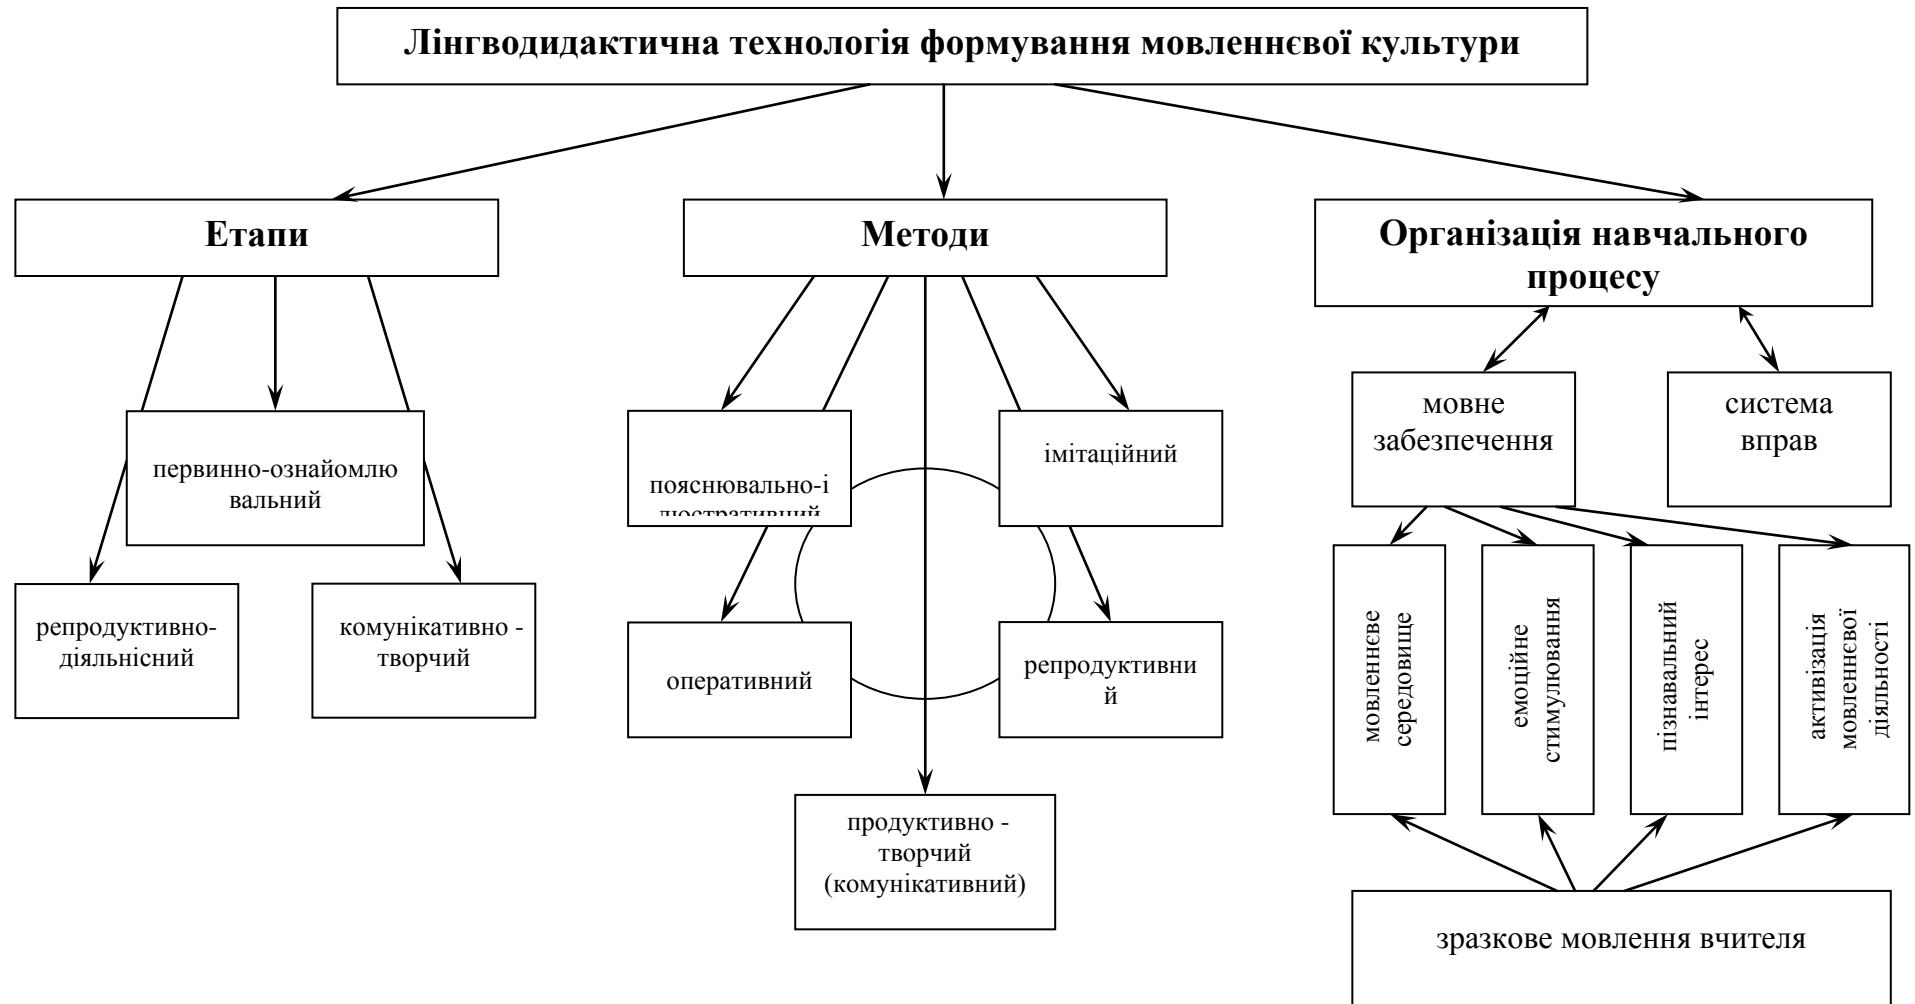 Лінгводидактична технологія формування мовленнєвої культури
Етапи
Методи
Організація навчального
процесу
первинно-ознайомлю
вальний
репродуктивно-
діяльнісний
комунікативно -
творчий
пояснювально-і
люстративний
імітаційний
оперативний
репродуктивни
й
продуктивно -
творчий
(комунікативний)
мовне
забезпечення
система
вправ
мовленнєве
середовище
емоційне
стимулювання
пізнавальний
інтерес
активізація
мовленнєвої
діяльності
зразкове мовлення вчителя